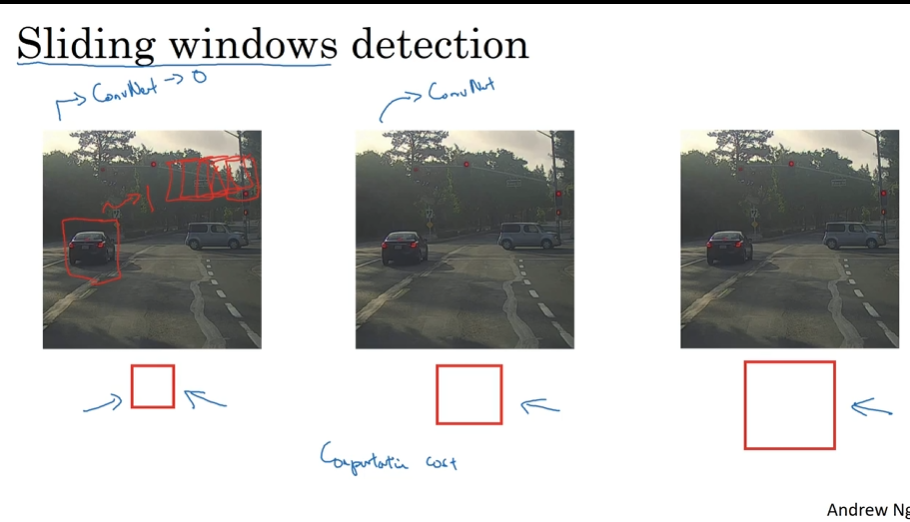 Sliding windows detection
ConvNet → 0
ConvNet
1
Computation cost
Andrew Ng